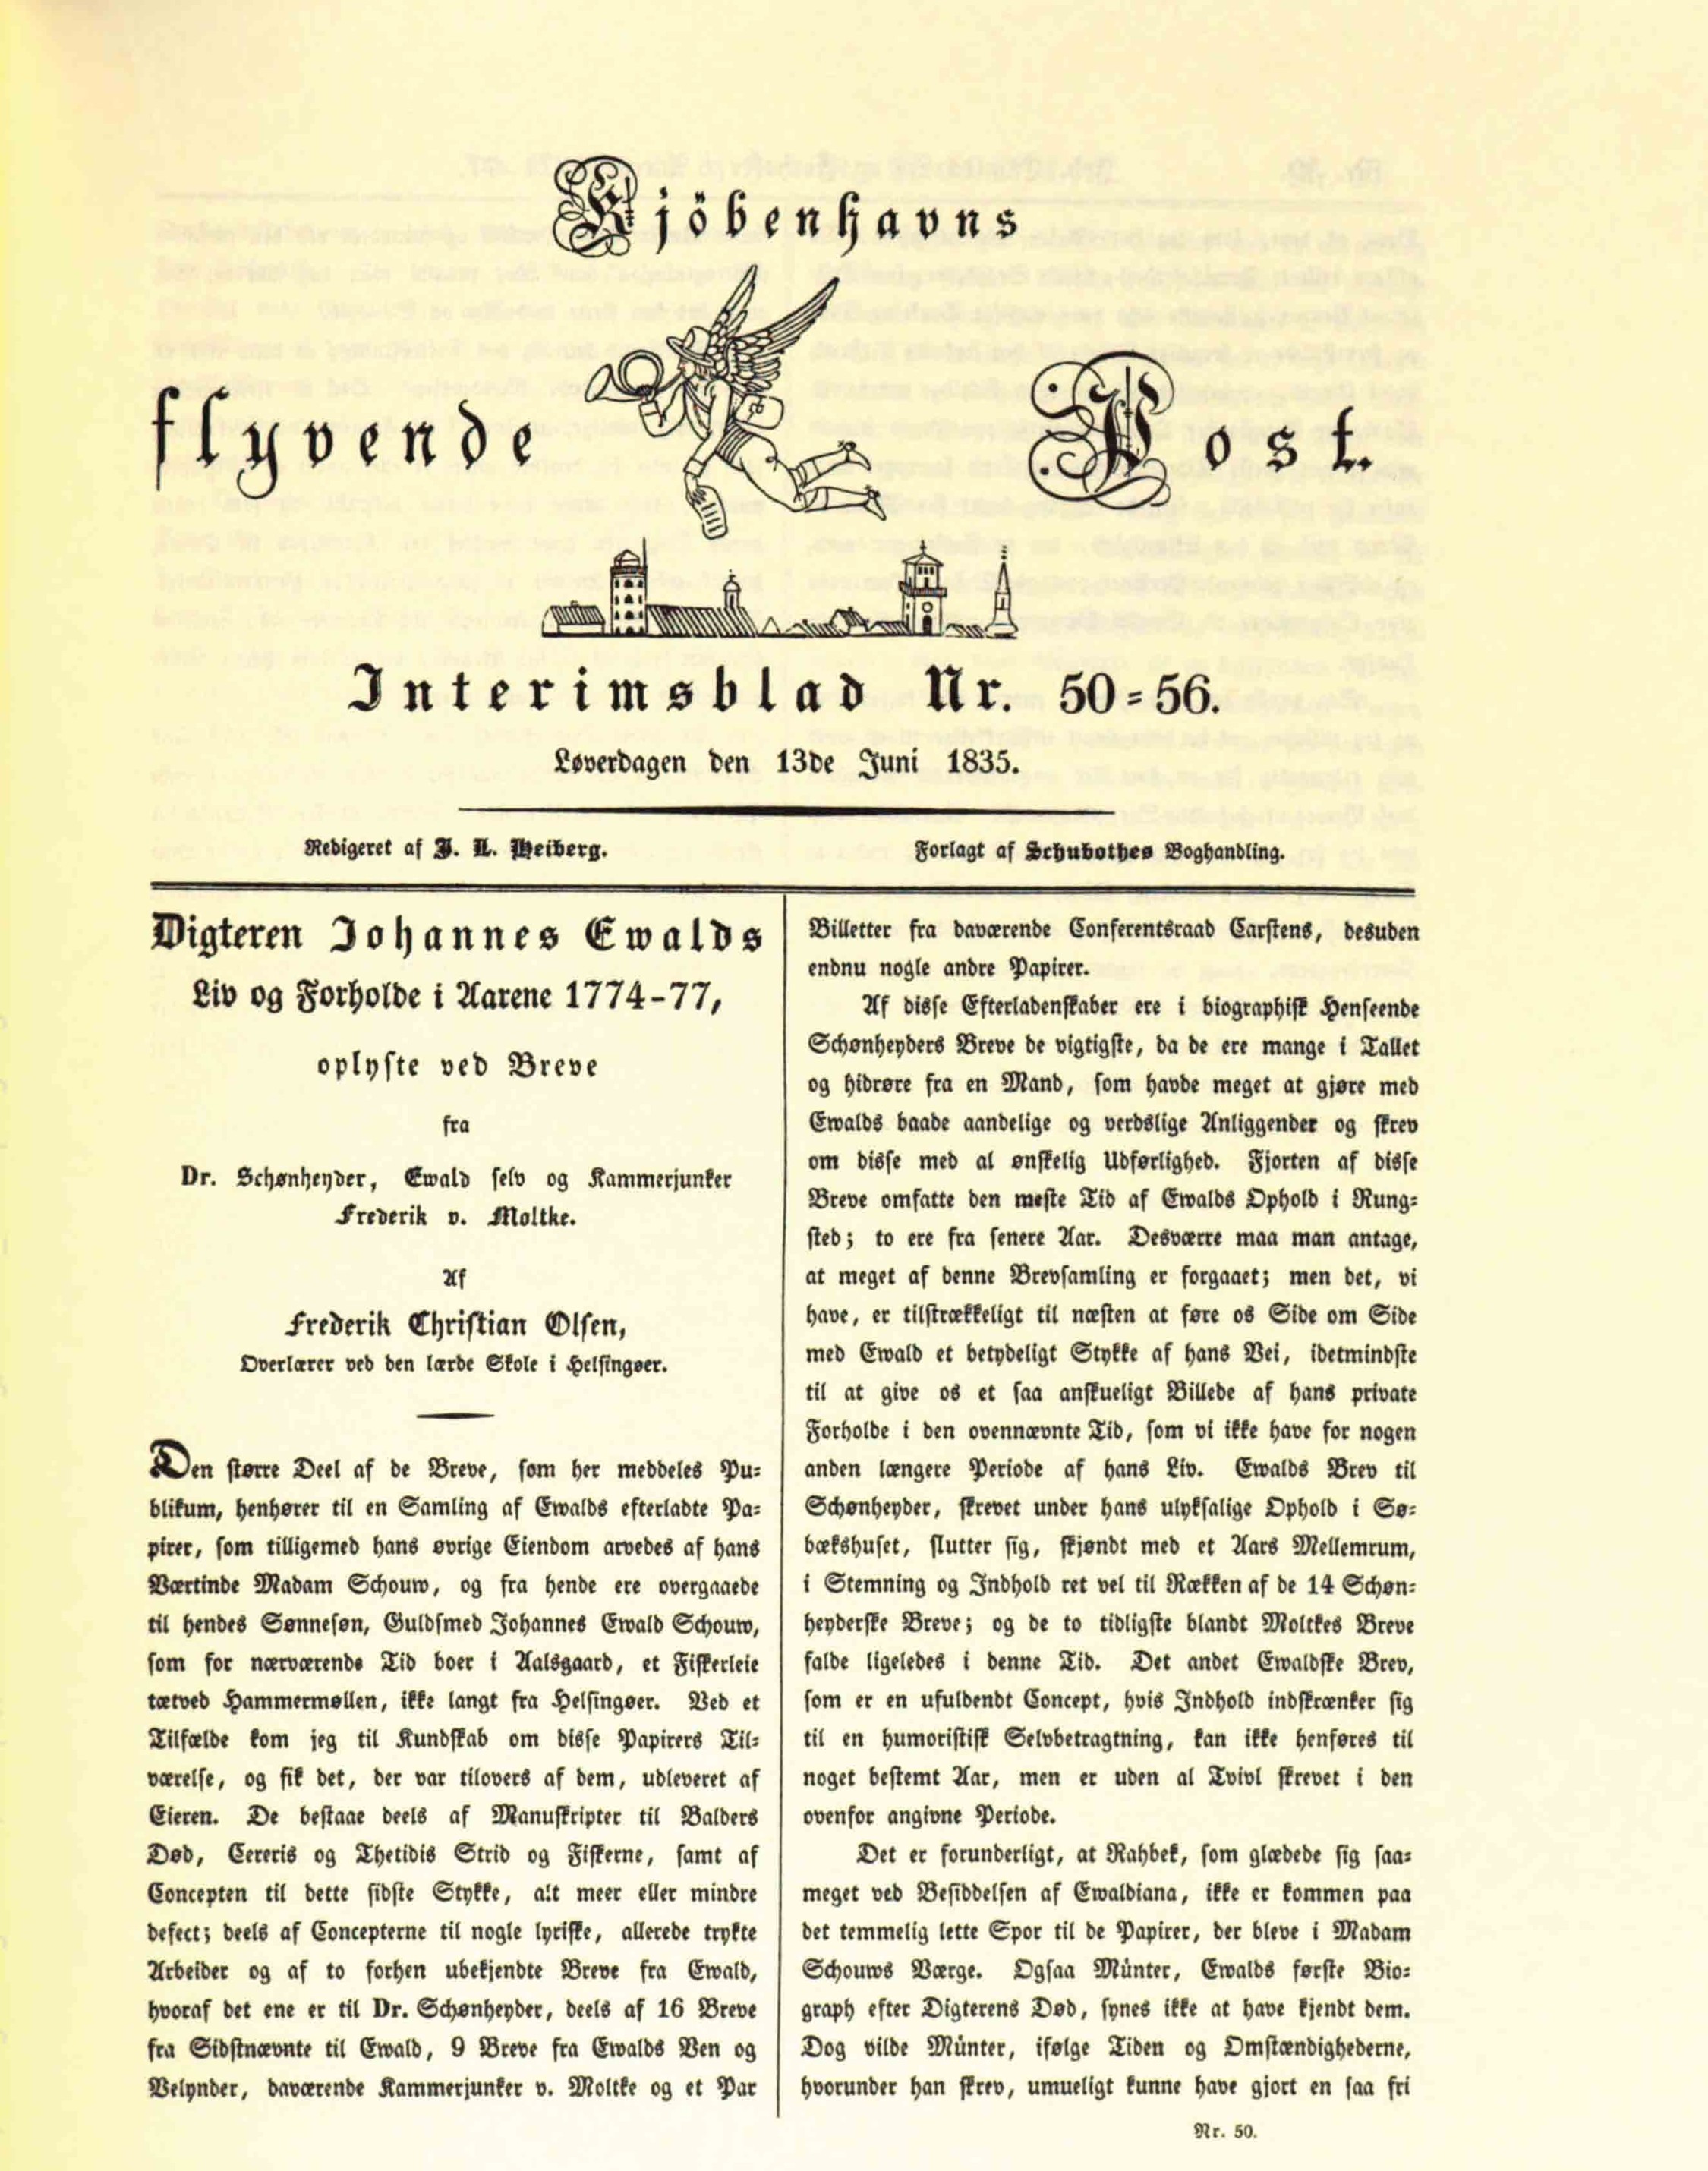 Kjöbenhavns
flyvende Post.
Interimsblad Nr. 50=56.
Løverdagen den 13de Juni 1835.
Redigeret af J. L. Heiberg.
Forlagt af Schubothes Boghandling.
Digteren Johannes Ewalds
Liv og Forholde i Aarene 1774-77,
oplyste ved Breve
fra
Dr. Schønheyder, Ewald selv og Kammerjunker
Frederik v. Moltke.
Af
Frederik Christian Olsen,
Overlærer ved den lærde Skole i Helsingøer.
Den større Deel af de Breve, som her meddeles Pu=
blikum, henhører til en Samling af Ewalds efterladte Pa=
pirer, som tilligemed hans øvrige Eiendom arvedes af hans
Værtinde Madam Schouw, og fra hende ere overgaaede
til hendes Sønnesøn, Guldsmed Johannes Ewald Schouw,
som for nærværende Tid boer i Aalsgaard, et Fiskerleie
tætved Hammermøllen, ikke langt fra Helsingøer. Ved et
Tilfælde kom jeg til Kundskab om disse Papirers Til=
værelse, og fik det, der var tilovers af dem, udleveret af
Eieren. De bestaae deels af Manuskripter til Balders
Død, Cereris og Thetidis Strid og Fiskerne, samt af
Concepten til dette sidste Stykke, alt meer eller mindre
defect; deels af Concepterne til nogle lyriske, allerede trykte
Arbeider og af to forhen ubekjendte Breve fra Ewald,
hvoraf det ene er til Dr. Schønheyder, deels af 16 Breve
fra Sidstnævnte til Ewald, 9 Breve fra Ewalds Ven og
Velynder, daværende Kammerjunker v. Moltke og et Par
Billetter fra daværende Conferentsraad Carstens, desuden
endnu nogle andre Papirer.
Af disse Efterladenskaber ere i biographisk Henseende
Schønheyders Breve de vigtigste, da de ere mange i Tallet
og hidrøre fra en Mand, som havde meget at gjøre med
Ewalds baade aandelige og verdslige Anliggender og skrev
om disse med al ønskelig Udførlighed. Fjorten af disse
Breve omfatte den meste Tid af Ewalds Ophold i Rung=
sted; to ere fra senere Aar. Desværre maa man antage,
at meget af denne Brevsamling er forgaaet; men det, vi
have, er tilstrækkeligt til næsten at føre os Side om Side
med Ewald et betydeligt Stykke af hans Vei, idetmindste
til at give os et saa anskueligt Billede af hans private
Forholde i den ovennævnte Tid, som vi ikke have for nogen
anden længere Periode af hans Liv. Ewalds Brev til
Schønheyder, skrevet under hans ulyksalige Ophold i Sø=
bækshuset, slutter sig, skjøndt med et Aars Mellemrum,
i Stemning og Indhold ret vel til Rækken af de 14 Schøn=
heyderske Breve; og de to tidligste blandt Moltkes Breve
falde ligeledes i denne Tid. Det andet Ewaldske Brev,
som er en ufuldendt Concept, hvis Indhold indskrænker sig
til en humoristisk Selvbetragtning, kan ikke henføres til
noget bestemt Aar, men er uden al Tvivl skrevet i den
ovenfor angivne Periode.
Det er forunderligt, at Rahbek, som glædede sig saa=
meget ved Besiddelsen af Ewaldiana, ikke er kommen paa
det temmelig lette Spor til de Papirer, der bleve i Madam
Schouws Værge. Ogsaa Münter, Ewalds første Bio=
graph efter Digterens Død, synes ikke at have kjendt dem.
Dog vilde Münter, ifølge Tiden og Omstændighederne,
hvorunder han skrev, umueligt kunne have gjort en saa fri
Nr. 50.